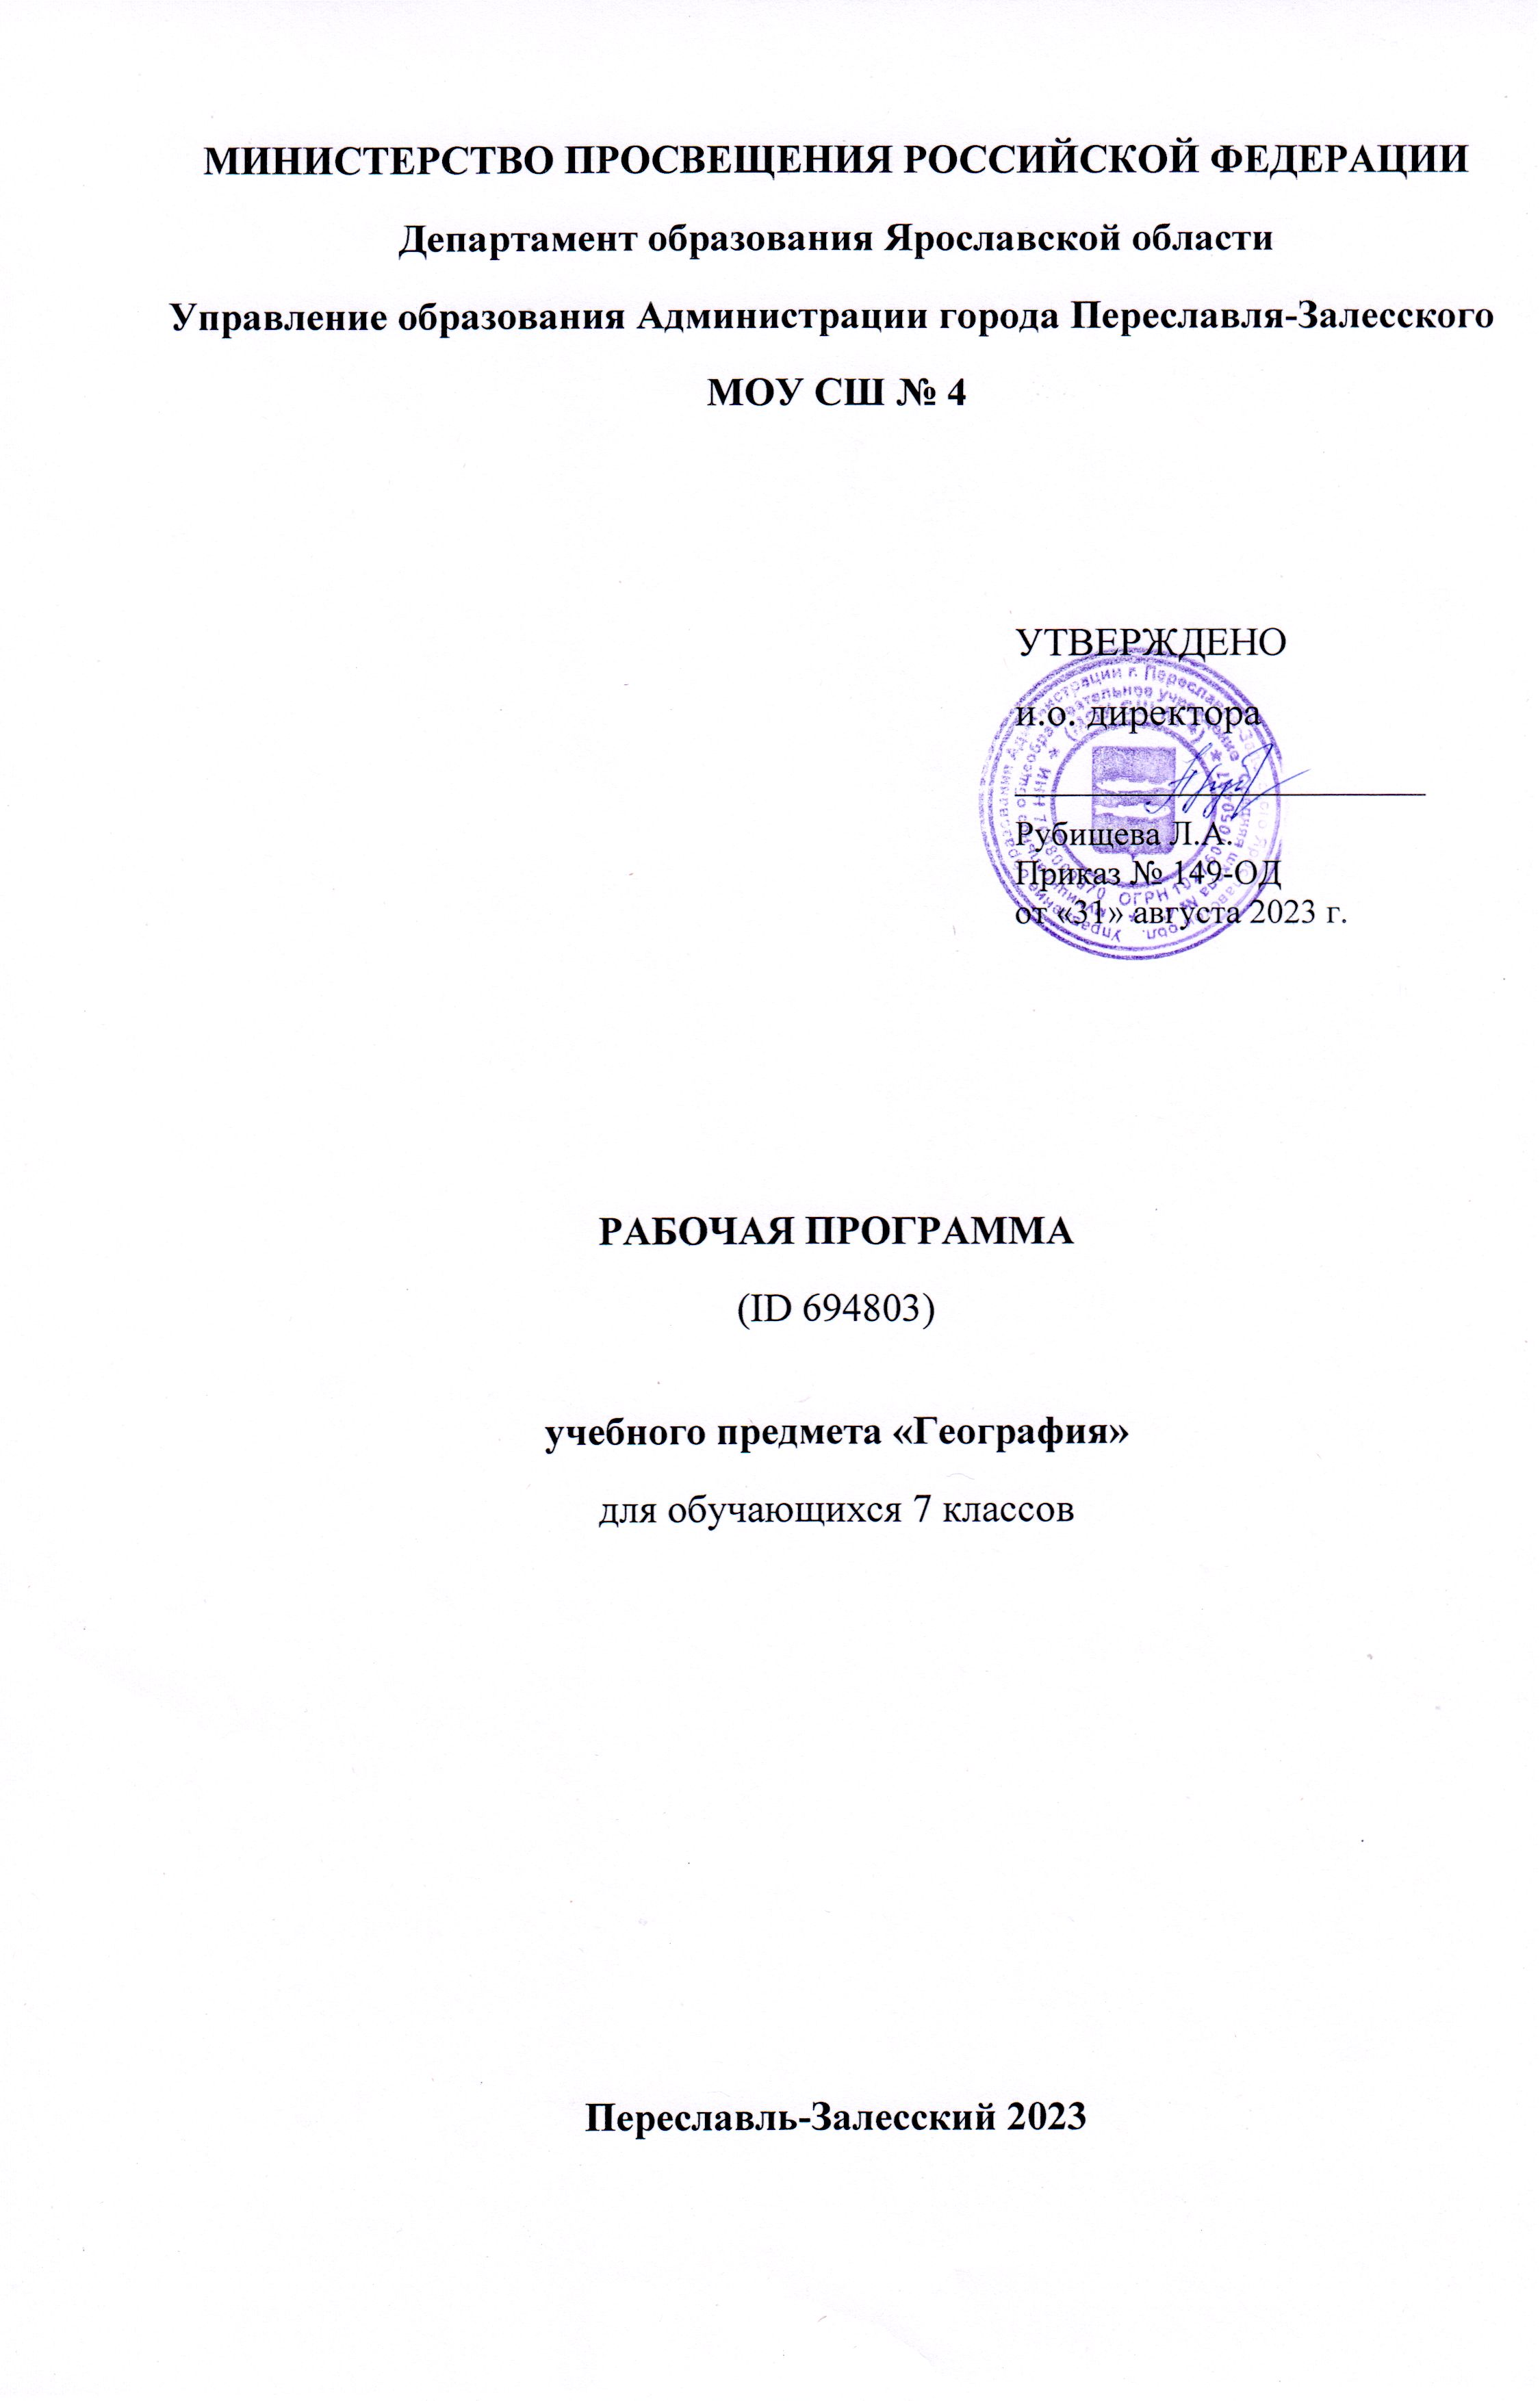 МИНИСТЕРСТВО ПРОСВЕЩЕНИЯ РОССИЙСКОЙ ФЕДЕРАЦИИ
Департамент образования Ярославской области
Управление образования Администрации города Переславля-Залесского
МОУ СШ № 4
УТВЕРЖДЕНО
и.о. директора
Рубищева Л.А.
Приказ № 149-ОД
от «31» августа 2023 г.
РАБОЧАЯ ПРОГРАММА
(ID 694803)
учебного предмета «География»
для обучающихся 7 классов
Переславль-Залесский 2023